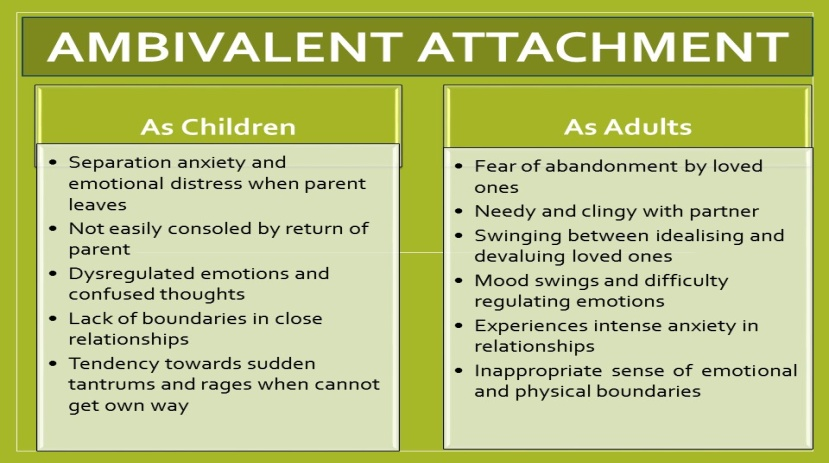 AMBIVALENT ATTACHMENT
As Children
• Separation anxiety and
emotional distress when parent
leaves
• Not easily consoled by return of
parent
• Dysregulated emotions and
confused thoughts
• Lack of boundaries in close
relationships
• Tendency towards sudden
tantrums and rages when cannot
get own way
As Adults
• Fear of abandonment by loved
ones
• Needy and clingy with partner
• Swinging between idealising and
devaluing loved ones
• Mood swings and difficulty
regulating emotions
• Experiences intense anxiety in
relationships
• Inappropriate sense of emotional
and physical boundaries